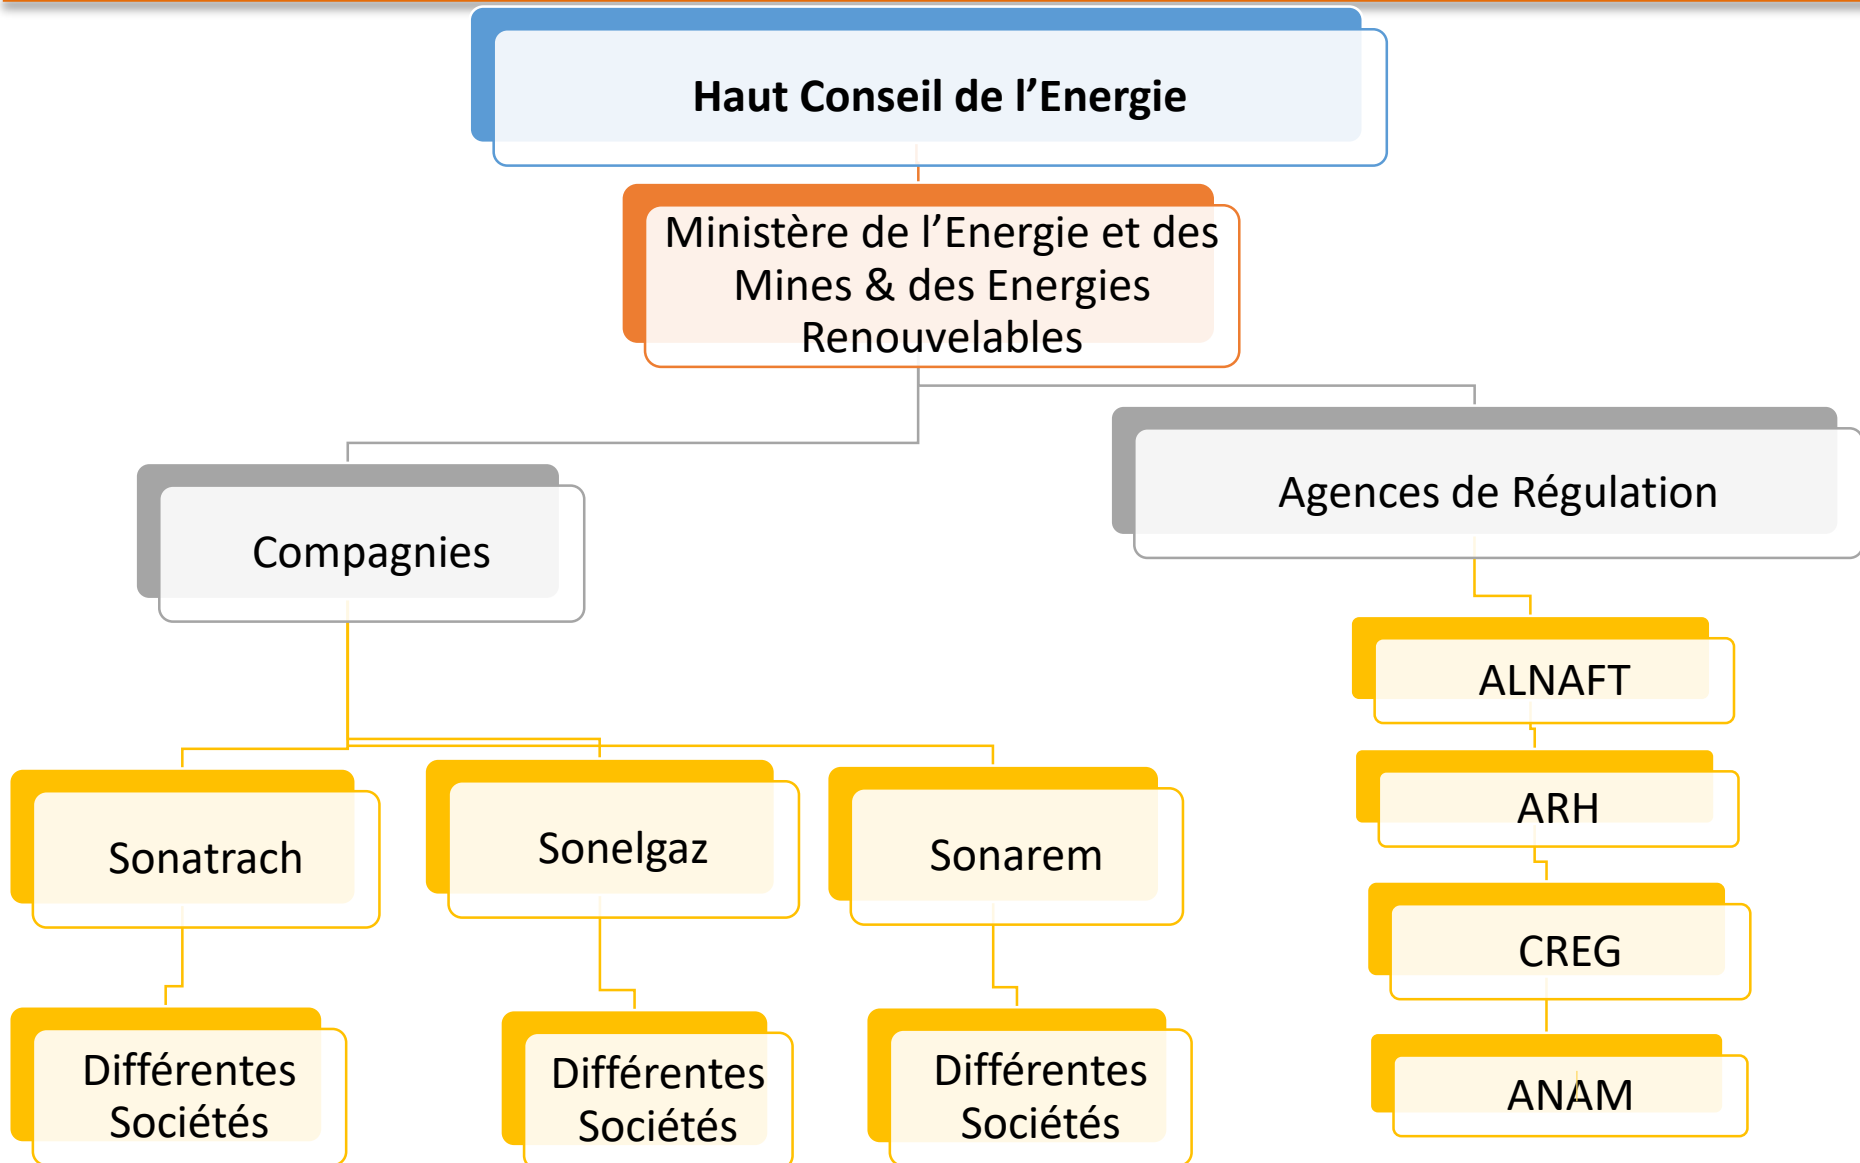 Haut Conseil de l’Energie
Ministère de l’Energie et des
Mines & des Energies
Renouvelables
Agences de Régulation
Compagnies
ALNAFT
ARH
Sonatrach
Sonelgaz
Sonarem
CREG
Différentes
Sociétés
Différentes
Sociétés
Différentes
Sociétés
ANAM